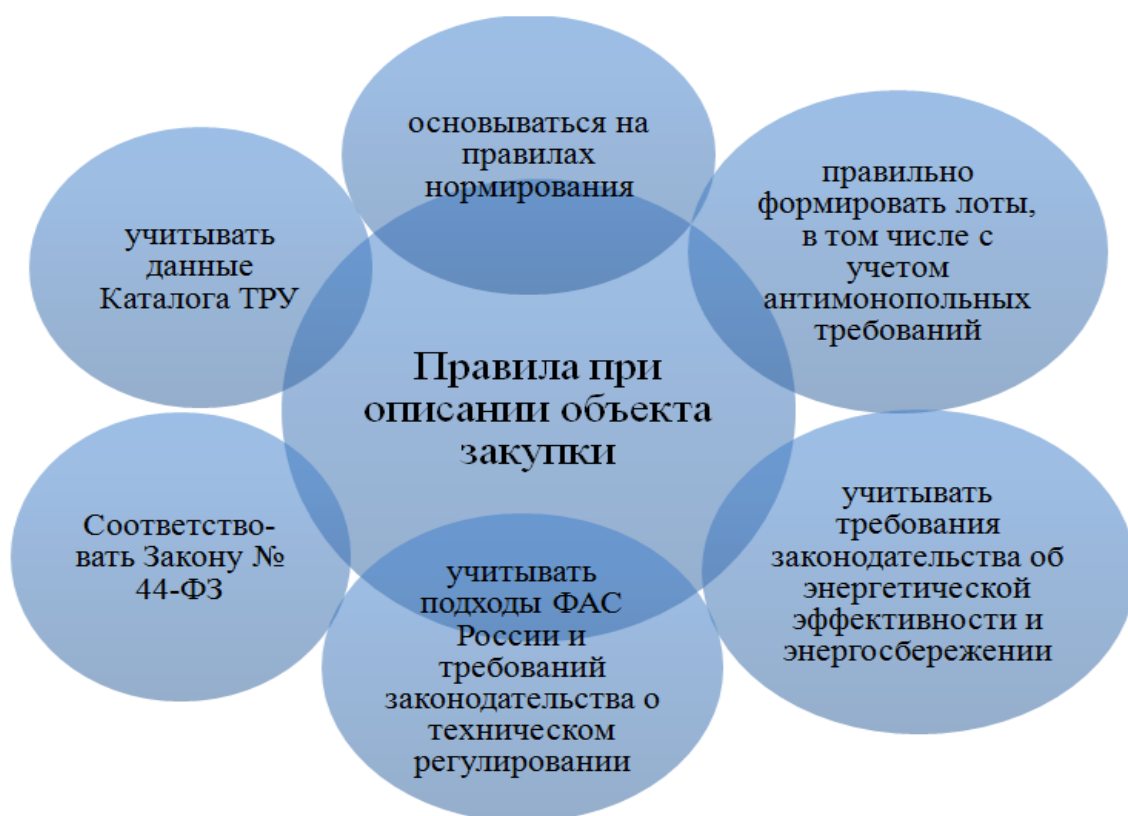 основываться на
правилах
нормирования
правильно
формировать лоты,
в том числе с
учетом
антимонопольных
требований
учитывать
данные
Каталога ТРУ
Правила при
описании объекта
закупки
учитывать
требования
законодательства об
энергетической
эффективности и
энергосбережении
Соответство-
вать Закону №
44-ФЗ
учитывать
подходы ФАС
России и
требований
законодательства о
техническом
регулировании